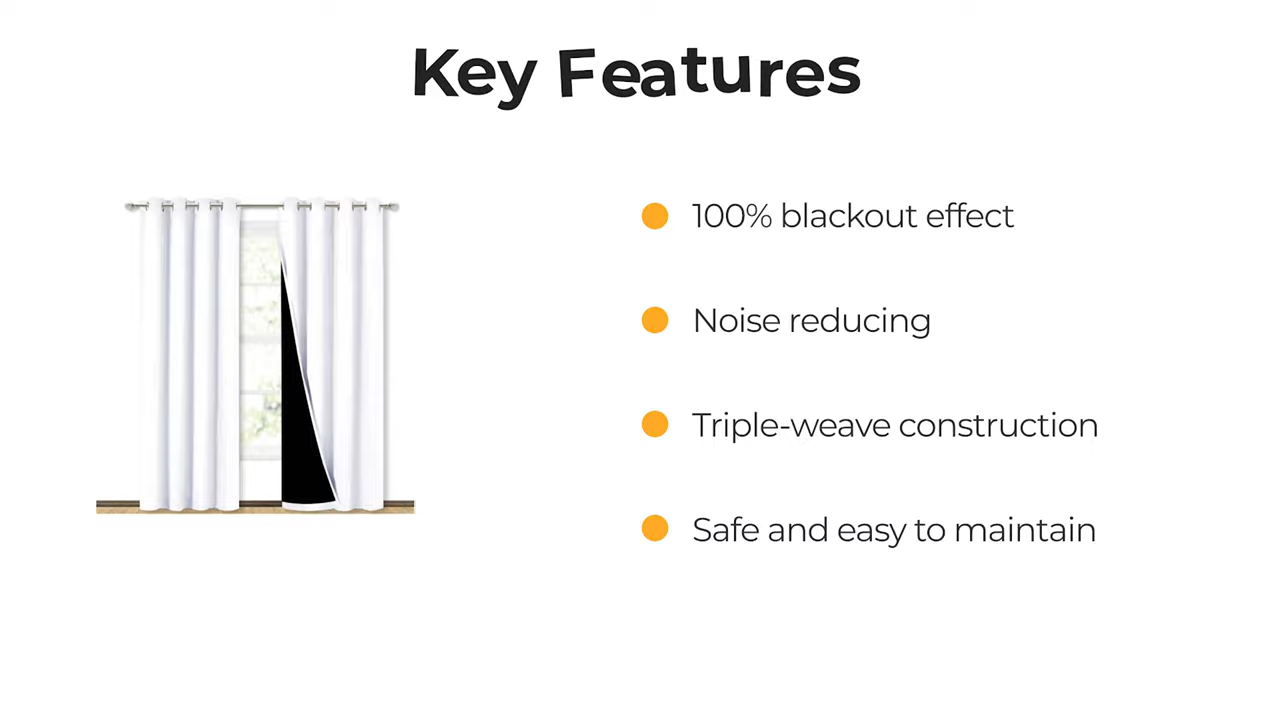 Key Features
100% blackout effect
Noise reducing
Triple-weave construction
Safe and easy to maintain